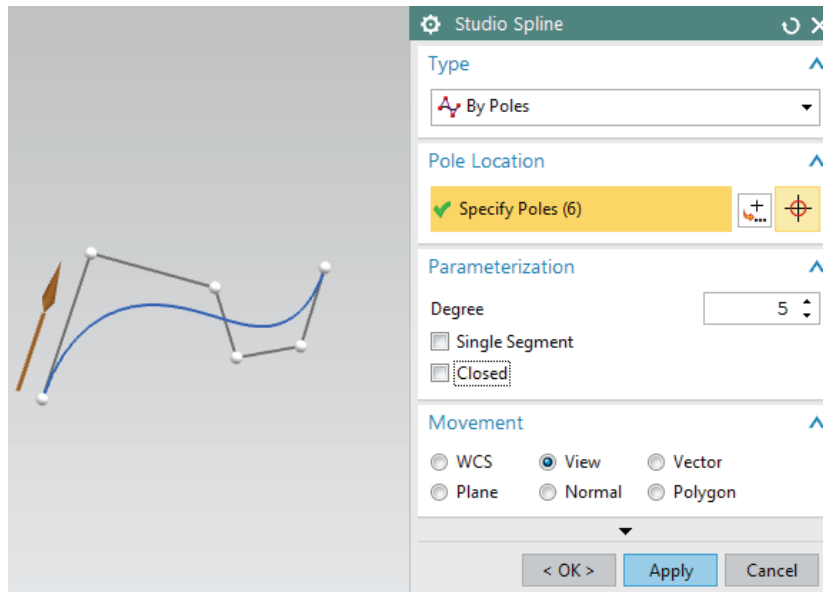 Studio Spline
Type
By Poles
Pole Location
Specify Poles (6)
Parameterization
Degree 5
Single Segment
Closed
Movement
WCS View Vector
Plane Normal Polygon
< OK > Apply Cancel